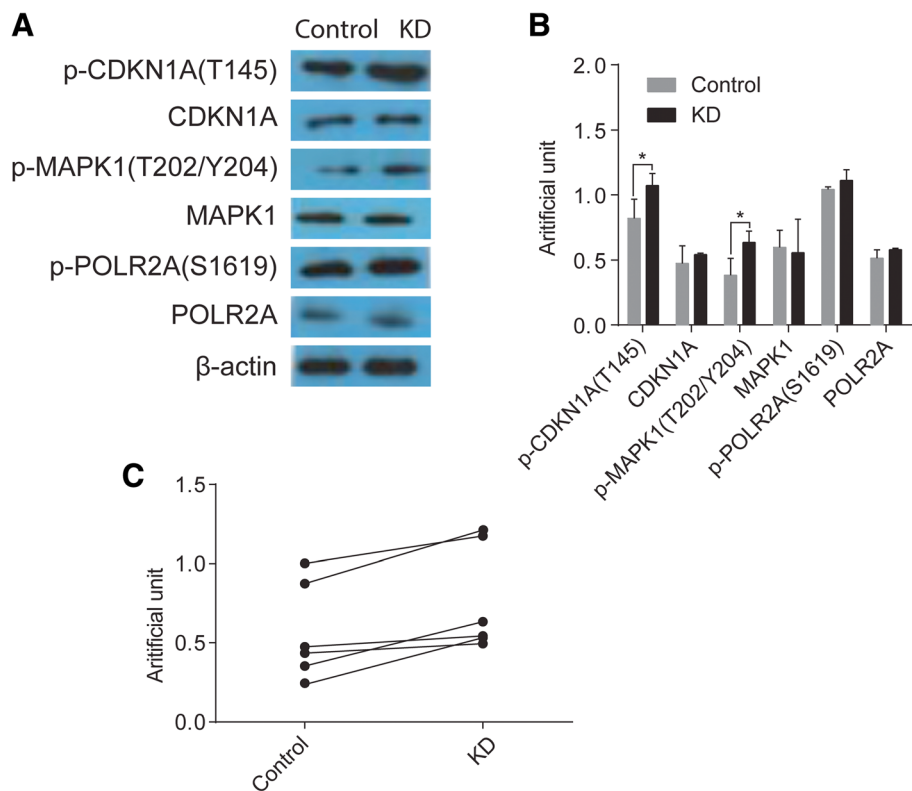 A
Control KD
p-CDKN1A(T145)
CDKN1A
p-MAPK1(T202/Y204)
MAPK1
p-POLR2A(S1619)
POLR2A
β-actin
B
Aritificial unit
2.0
1.5
1.0
0.5
0.0
Control
KD
*
*
p-CDKN1A(T145)
CDKN1A
p-MAPK1(T202/Y204)
MAPK1
p-POLR2A(S1619)
POLR2A
C
Aritificial unit
1.5
1.0
0.5
0.0
Control
KD